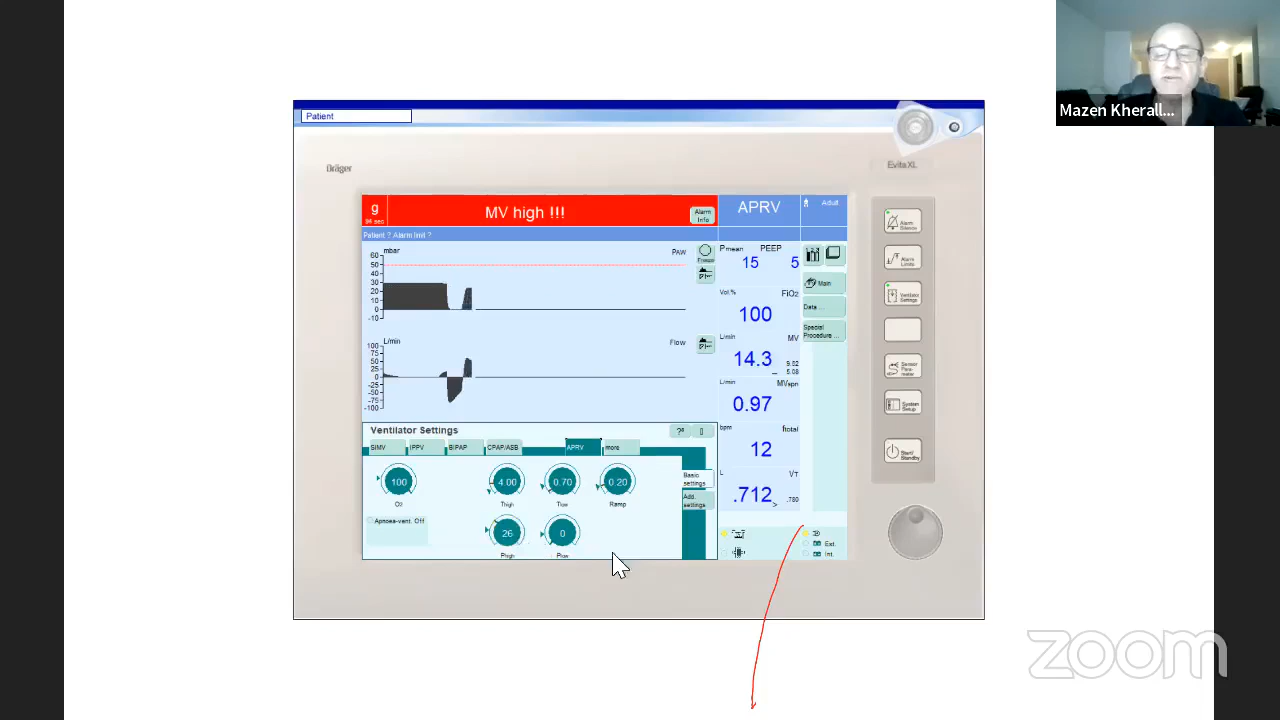 Mazen Kherall...
Patient
Dräger
Evita XL
g
96 sec
MV high !!!
Alarm
Info
APRV
Adult
Patient ? Alarm limit ?
mbar
PAW
60
50
40
30
20
10
0
-10
Freeze
Pmean
PEEP
15
5
Main
Data ...
Special
Procedure ...
Vol.%
FiO2
100
L/min
MV
14.3
9.02
5.08
L/min
Flow
100
75
50
25
0
-25
-50
-75
-100
L/min
MVspn
0.97
bpm
ftotal
12
L
VT
.712
.780
Ventilator Settings
SIMV
IPPV
BIPAP
CPAP/ASB
APRV
more
100
O2
4.00
Thigh
0.70
Tlow
0.20
Ramp
Basic
settings
Add.
settings
Apnoea-vent. Off
26
Phigh
0
Plow
Ext.
Int.
Alarm
Silence
Alarm
Limits
Ventilator
Settings
Sensor
Para-
meter
System
Setup
Start/
Standby
zoom